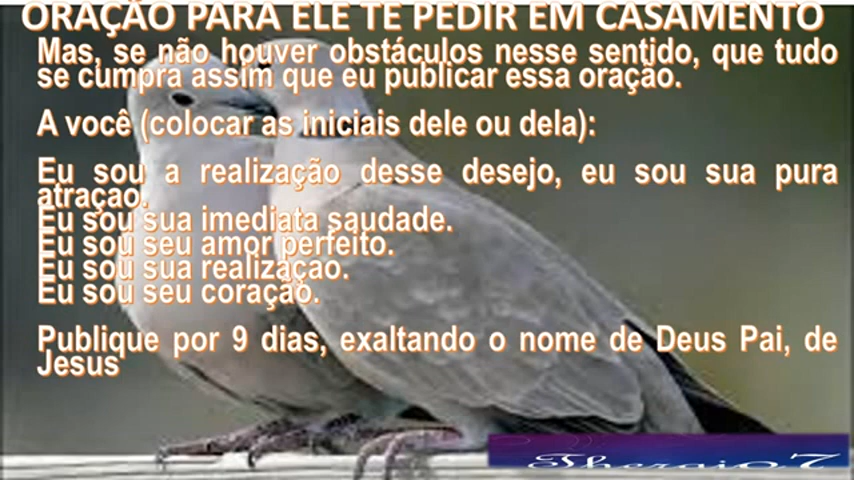 ORAÇÃO PARA ELE TE PEDIR EM CASAMENTO
Mas, se não houver obstáculos nesse sentido, que tudo
se cumpra assim que eu publicar essa oração.
A você (colocar as iniciais dele ou dela):
Eu sou a realização desse desejo, eu sou sua pura
atração.
Eu sou sua imediata saudade.
Eu sou seu amor perfeito.
Eu sou sua realização.
Eu sou seu coração.
Publique por 9 dias, exaltando o nome de Deus Pai, de
Jesus